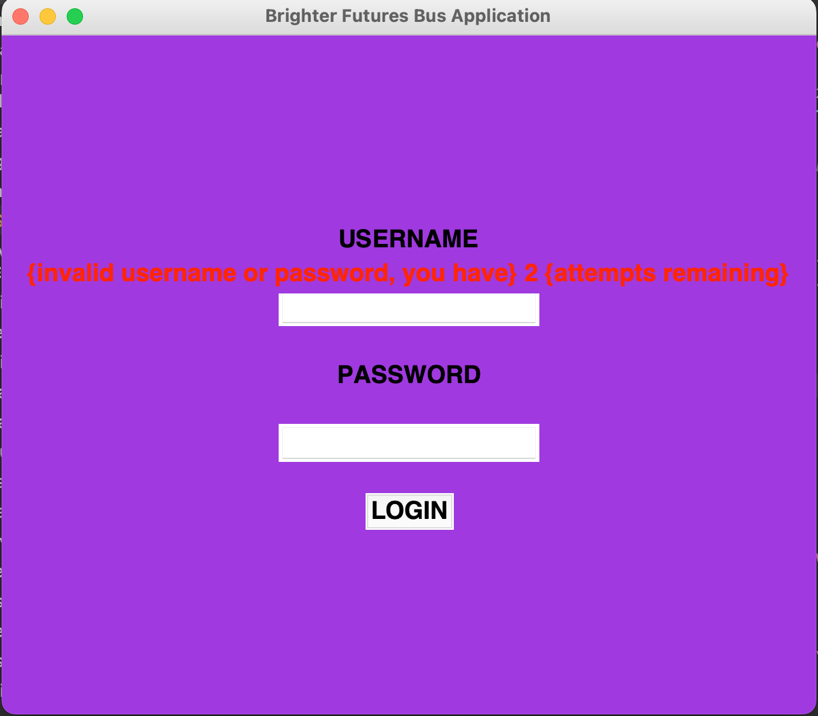 Brighter Futures Bus Application
USERNAME
{invalid username or password, you have} 2 {attempts remaining}
PASSWORD
LOGIN